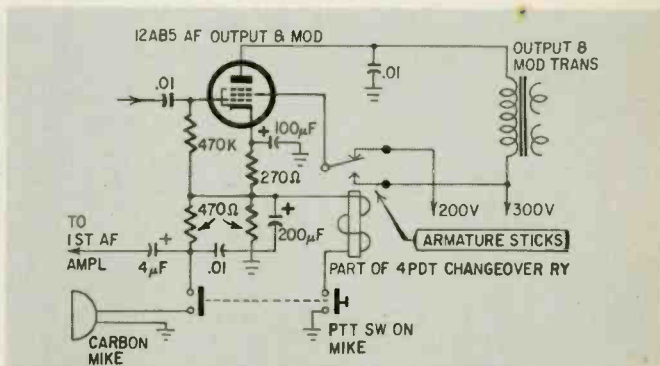 12AB5 AF OUTPUT & MOD
OUTPUT &
MOD TRANS
.01
.01
+
100µF
470K
270Ω
470Ω
+
200µF
200V
300V
ARMATURE STICKS
TO
1ST AF
AMPL
+
4µF
.01
PART OF 4PDT CHANGEOVER RY
CARBON
MIKE
PTT SW ON
MIKE